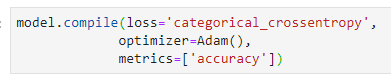 model.compile(loss='categorical_crossentropy',
optimizer=Adam(),
metrics=['accuracy'])